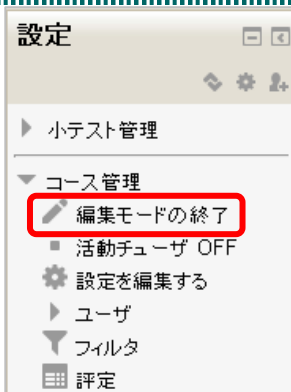 設定
小テスト管理
コース管理
編集モードの終了
活動チューザ OFF
設定を編集する
ユーザ
フィルタ
評定